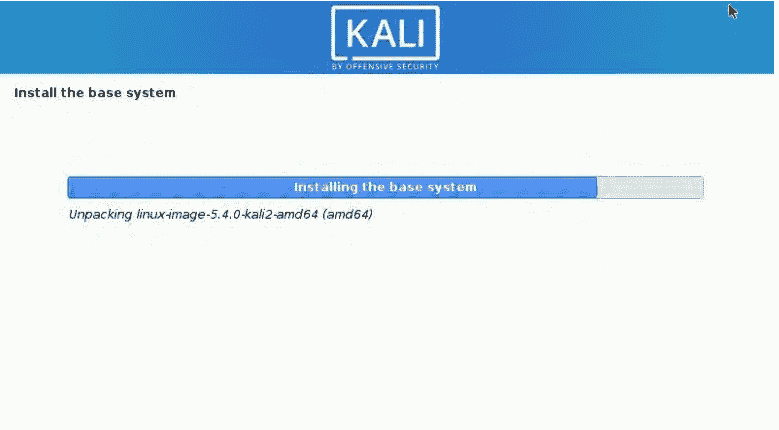 KALI
BY OFFENSIVE SECURITY
Install the base system
Installing the base system
Unpacking linux-image-5.4.0-kali2-amd64 (amd64)